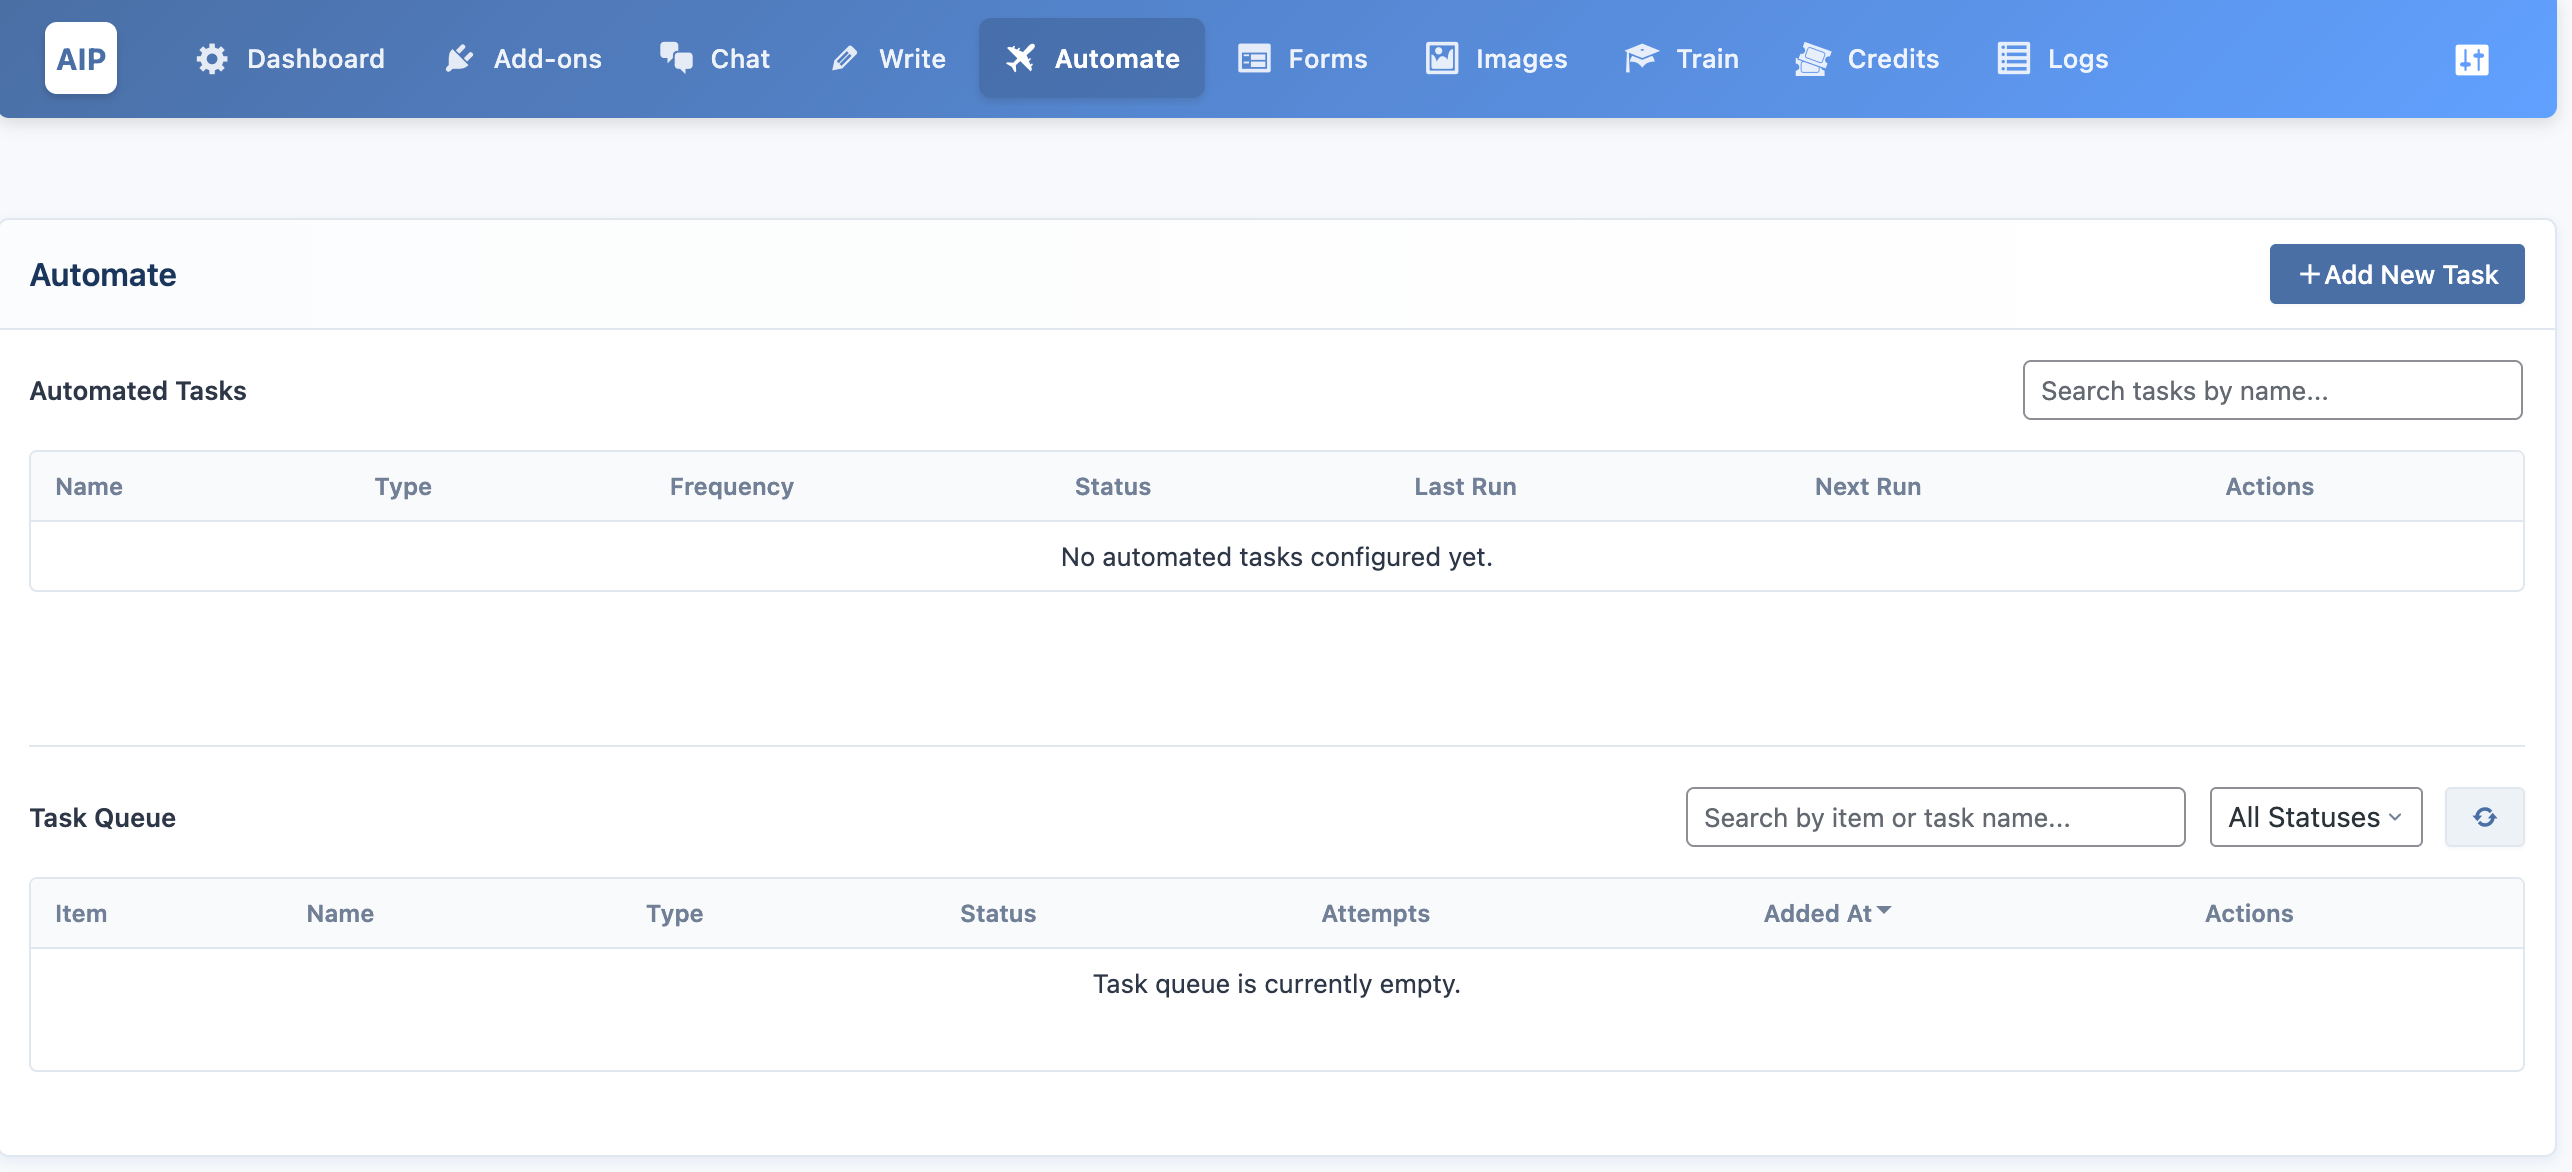 AIP Dashboard Add-ons Chat Write Automate Forms Images Train Credits Logs
Automate +Add New Task
Automated Tasks Search tasks by name...
Name Type Frequency Status Last Run Next Run Actions
No automated tasks configured yet.
Task Queue Search by item or task name... All Statuses
Item Name Type Status Attempts Added At Actions
Task queue is currently empty.